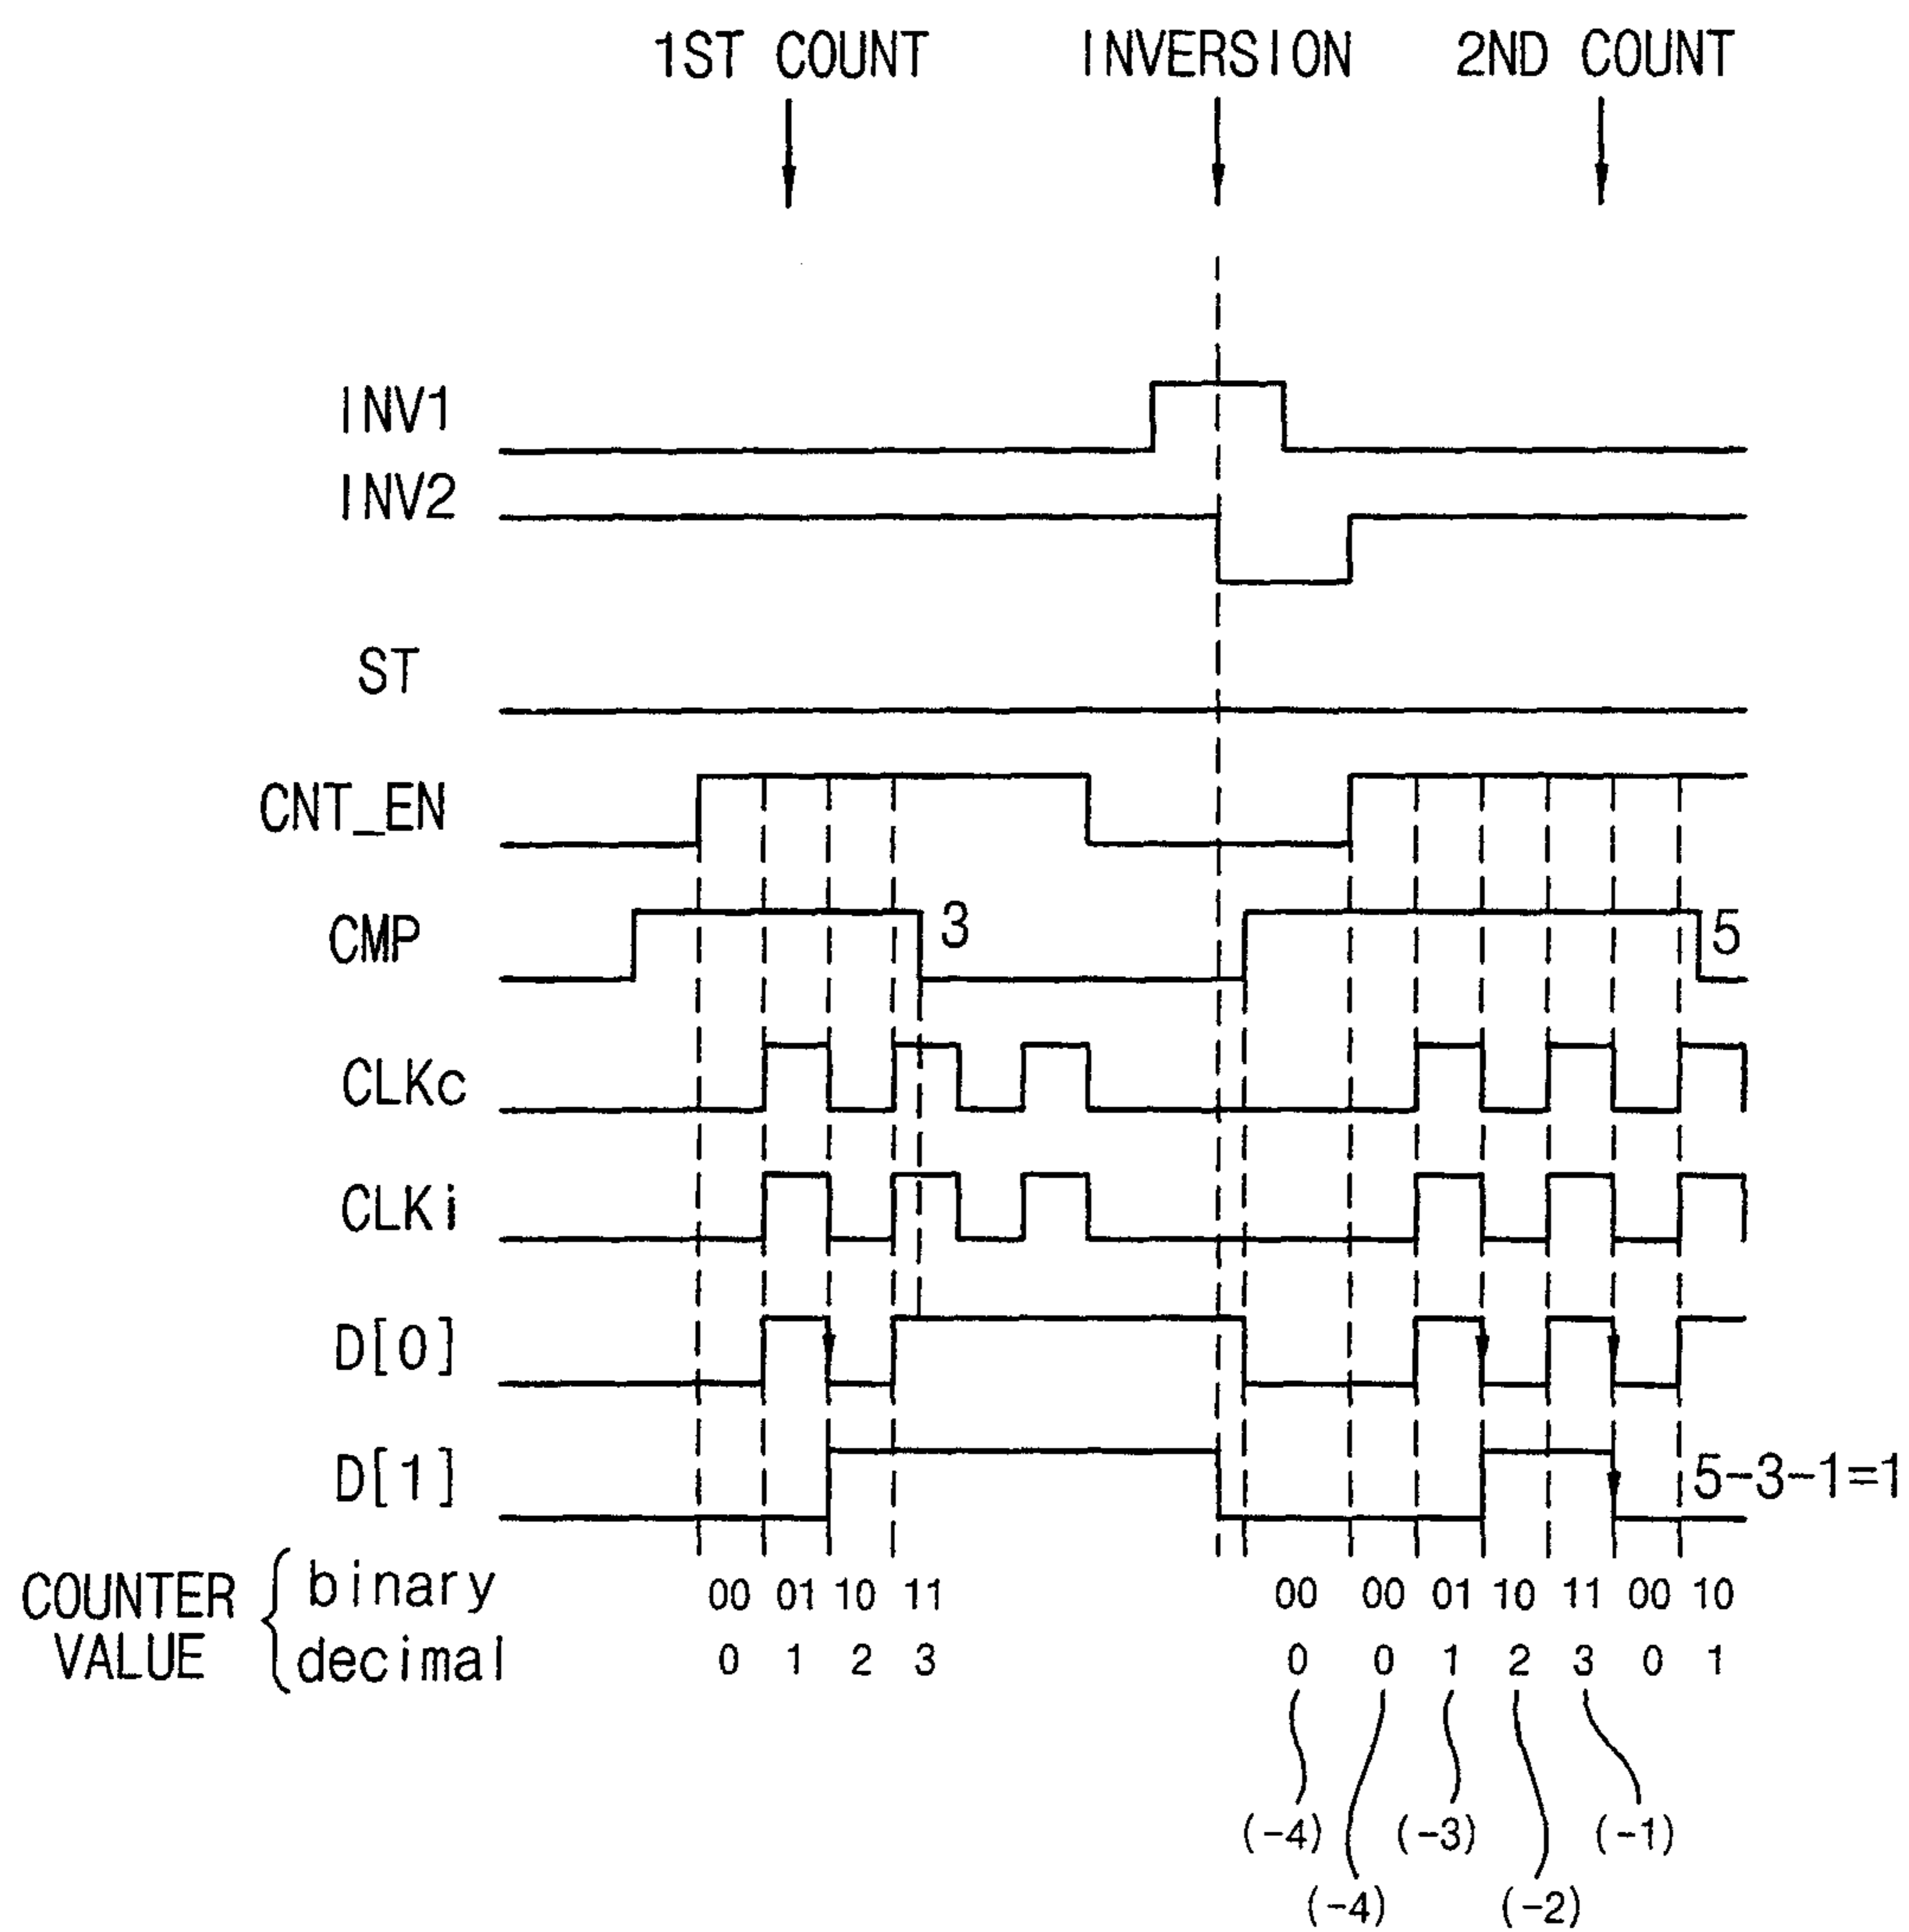 1ST COUNT INVERSION 2ND COUNT
INV1
INV2
ST
CNT_EN
CMP 3 5
CLKc
CLKi
D[0]
D[1] 5-3-1=1
COUNTER VALUE
binary 00 01 10 11 00 00 01 10 11 00 10
decimal 0 1 2 3 0 0 1 2 3 0 1
(-4) (-3) (-1)
(-4) (-2)